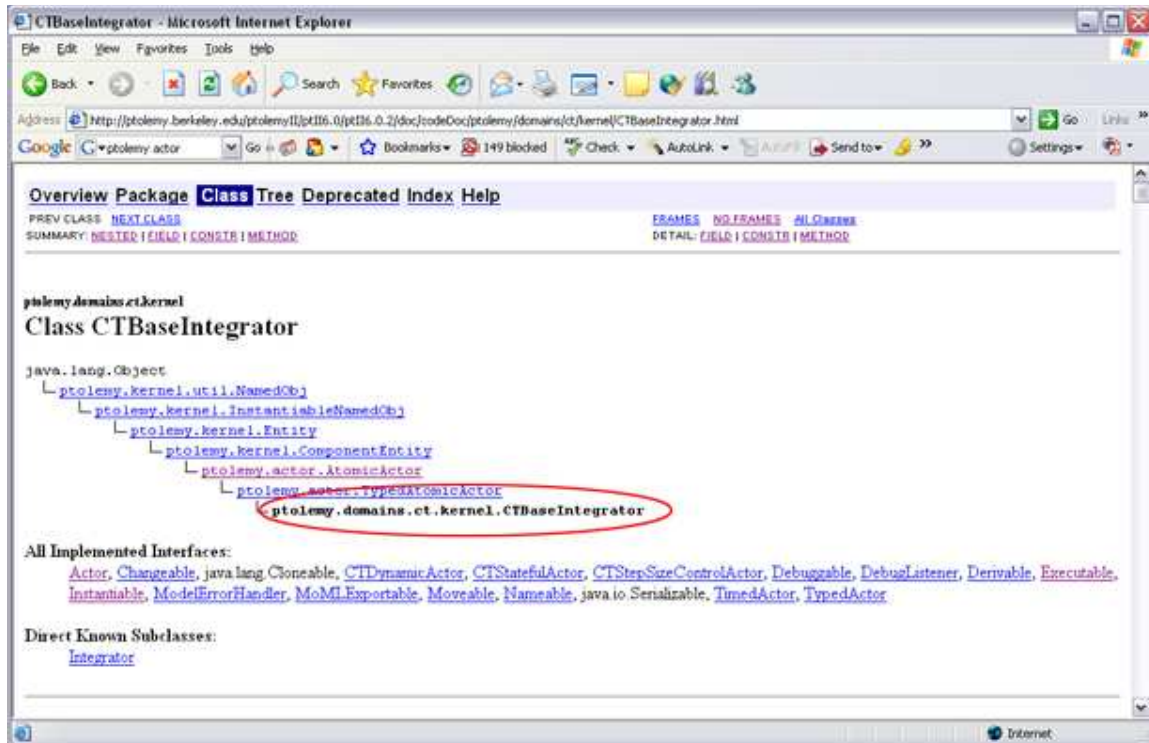 CTBaseIntegrator - Microsoft Internet Explorer
File Edit View Favorites Tools Help
Back Search Favorites
Address http://ptolemy.berkeley.edu/ptolemyII/ptII6.0/ptII6.0.2/doc/codeDoc/ptolemy/domains/ct/kernel/CTBaseIntegrator.html Go Links »
Google ptolemy actor Go Bookmarks 149 blocked Check AutoLink AutoFill Send to » Settings
Overview Package Class Tree Deprecated Index Help
PREV CLASS NEXT CLASS FRAMES NO FRAMES All Classes
SUMMARY: NESTED | FIELD | CONSTR | METHOD DETAIL: FIELD | CONSTR | METHOD
ptolemy.domains.ct.kernel
Class CTBaseIntegrator
java.lang.Object
ptolemy.kernel.util.NamedObj
ptolemy.kernel.InstantiableNamedObj
ptolemy.kernel.Entity
ptolemy.kernel.ComponentEntity
ptolemy.actor.AtomicActor
ptolemy.actor.TypedAtomicActor
ptolemy.domains.ct.kernel.CTBaseIntegrator
All Implemented Interfaces:
Actor, Changeable, java.lang.Cloneable, CTDynamicActor, CTStatefulActor, CTStepSizeControlActor, Debuggable, DebugListener, Derivable, Executable,
Instantiable, ModelErrorHandler, MoMLExportable, Moveable, Nameable, java.io.Serializable, TimedActor, TypedActor
Direct Known Subclasses:
Integrator
Internet